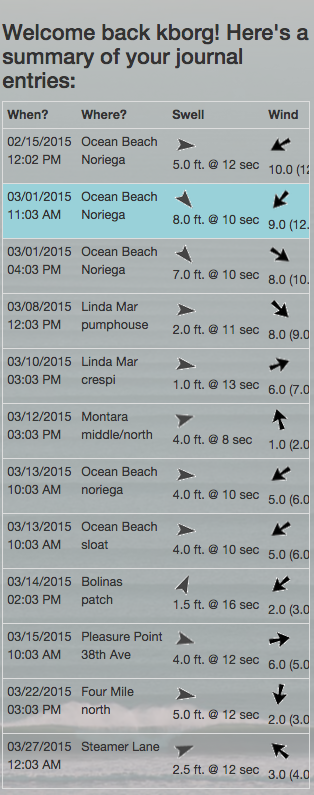 Welcome back kborg! Here's a
summary of your journal
entries:
When? Where? Swell Wind
02/15/2015 Ocean Beach
12:02 PM Noriega 5.0 ft. @ 12 sec 10.0 (12
03/01/2015 Ocean Beach
11:03 AM Noriega 8.0 ft. @ 10 sec 9.0 (12.
03/01/2015 Ocean Beach
04:03 PM Noriega 7.0 ft. @ 10 sec 8.0 (10.
03/08/2015 Linda Mar
12:03 PM pumphouse 2.0 ft. @ 11 sec 8.0 (9.0
03/10/2015 Linda Mar
03:03 PM crespi 1.0 ft. @ 13 sec 6.0 (7.0
03/12/2015 Montara
03:03 PM middle/north 4.0 ft. @ 8 sec 1.0 (2.0
03/13/2015 Ocean Beach
10:03 AM noriega 4.0 ft. @ 10 sec 5.0 (6.0
03/13/2015 Ocean Beach
10:03 AM sloat 4.0 ft. @ 10 sec 5.0 (6.0
03/14/2015 Bolinas
02:03 PM patch 1.5 ft. @ 16 sec 2.0 (3.0
03/15/2015 Pleasure Point
10:03 AM 38th Ave 4.0 ft. @ 12 sec 6.0 (5.0
03/22/2015 Four Mile
03:03 PM north 5.0 ft. @ 12 sec 2.0 (3.0
03/27/2015 Steamer Lane
12:03 AM 2.5 ft. @ 12 sec 3.0 (4.0